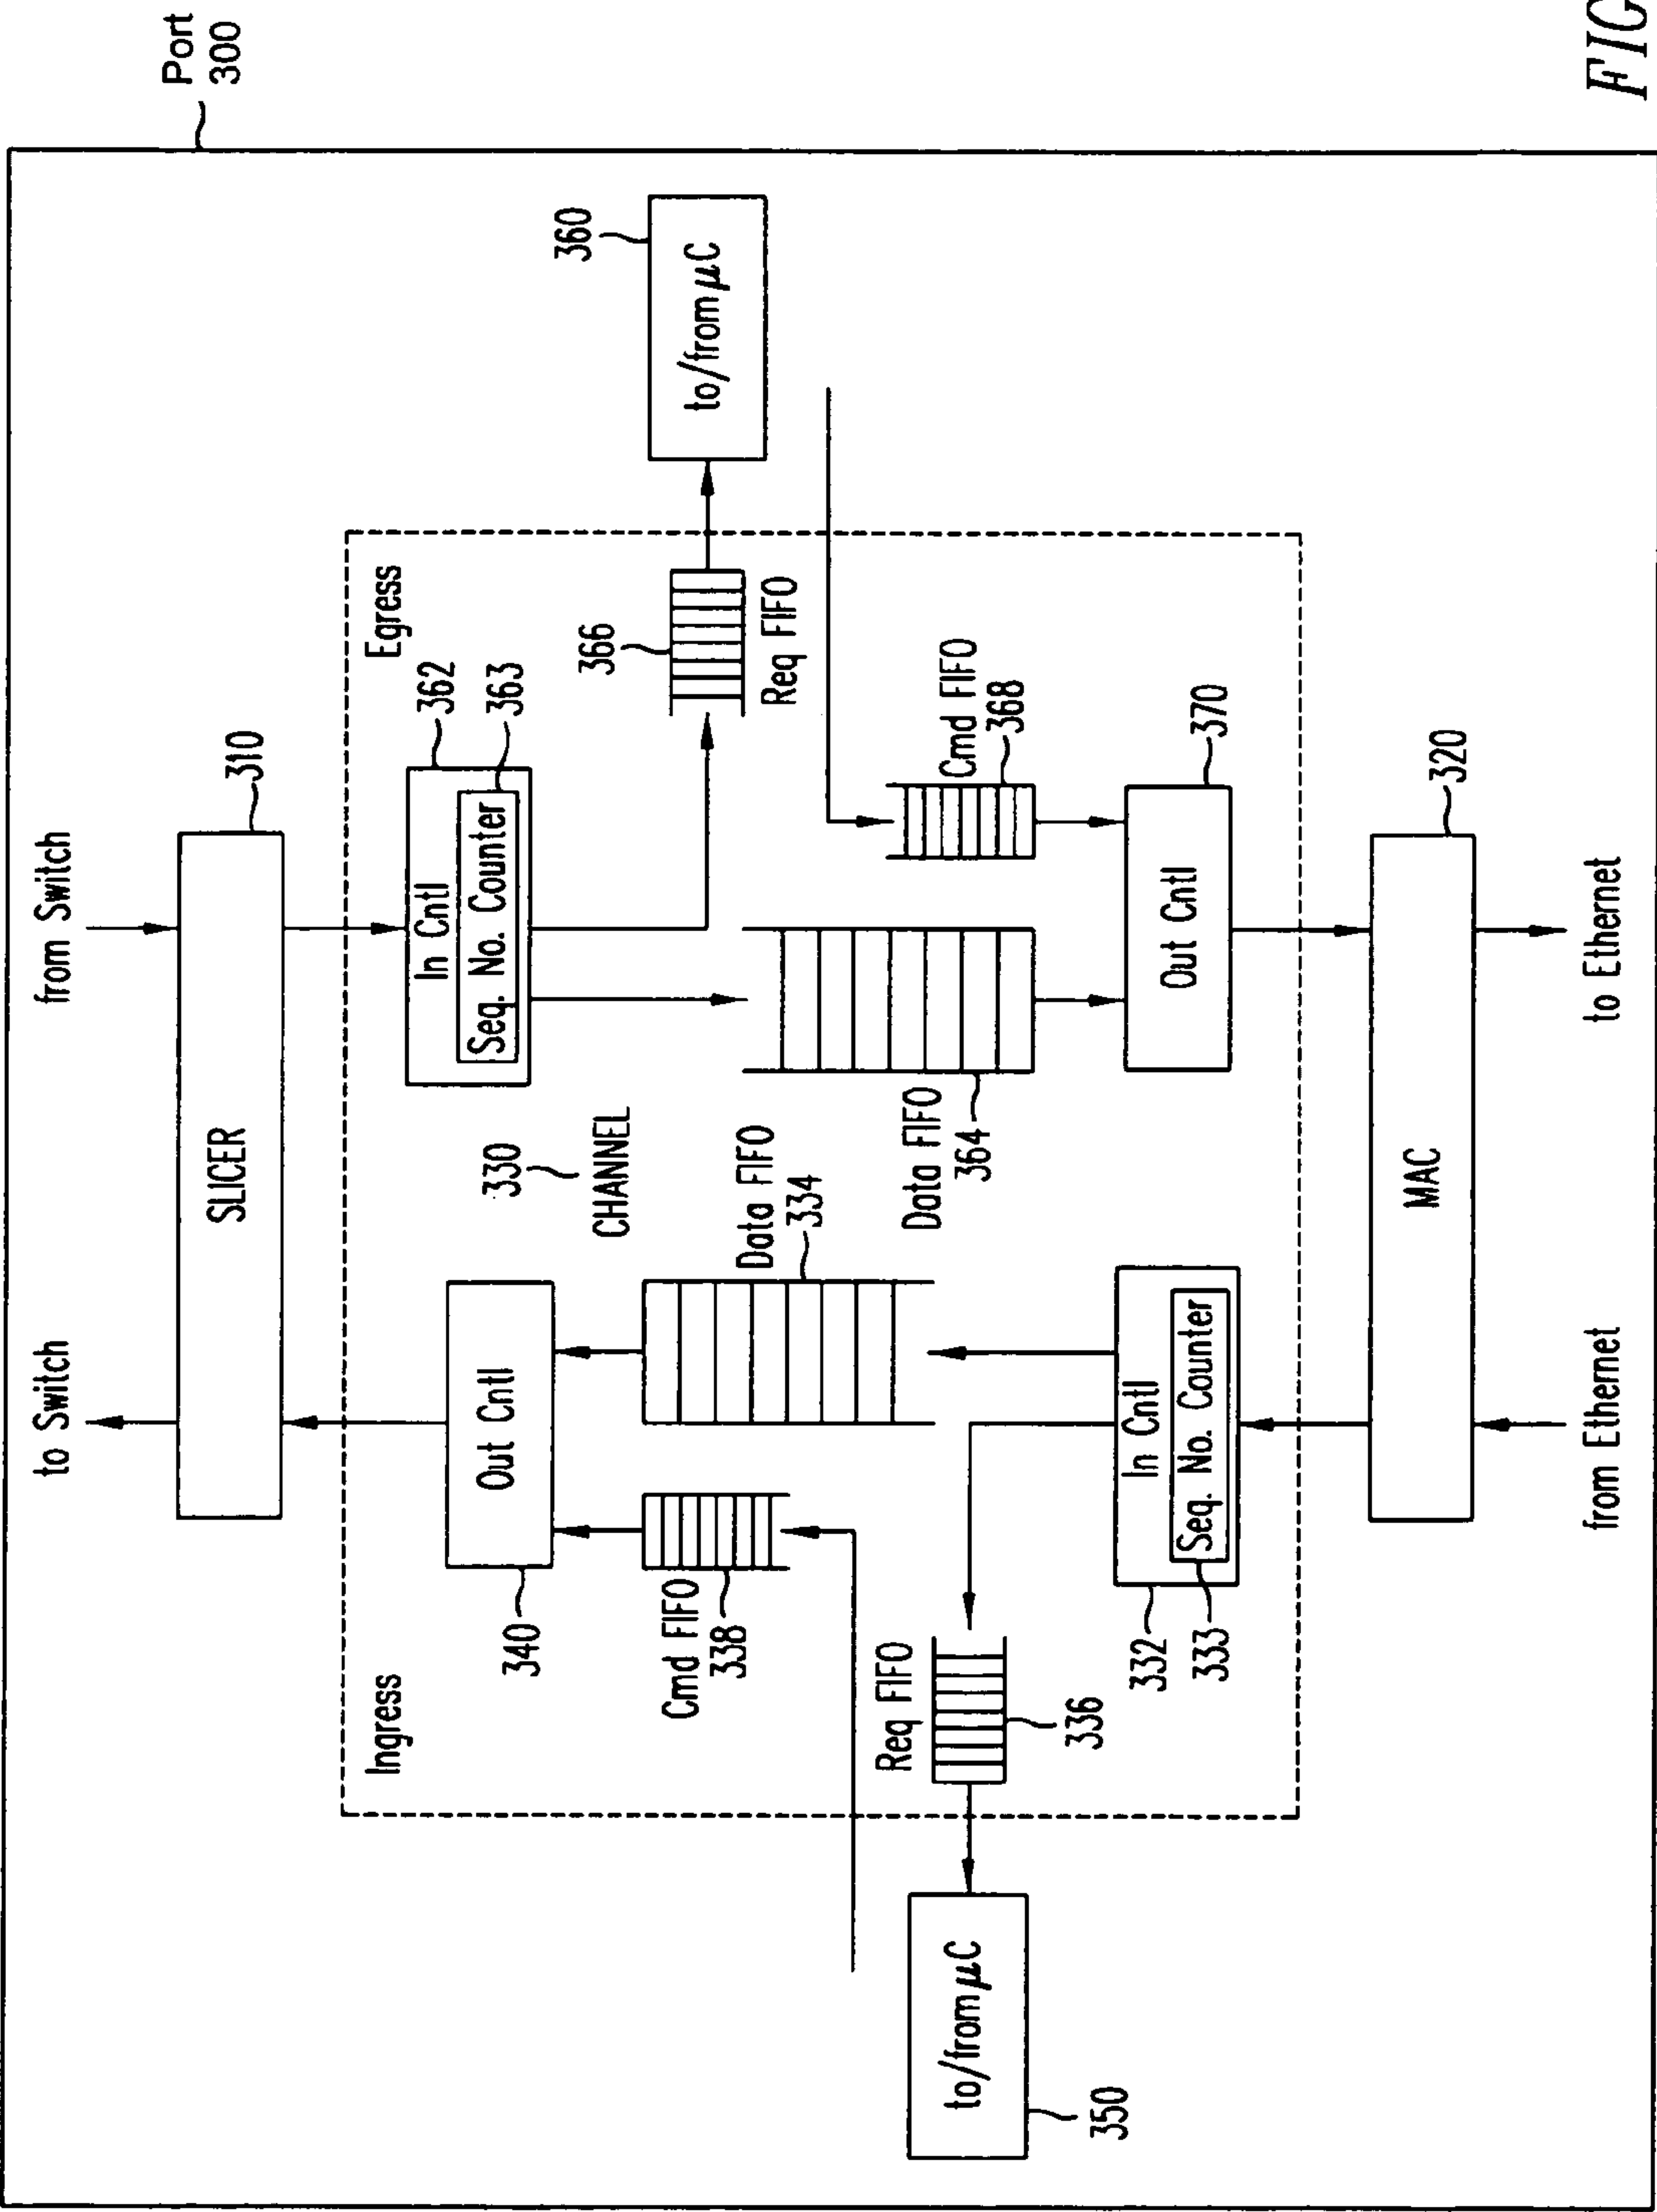 Port
300
to Switch
from Switch
SLICER
310
Ingress
Egress
Out Cntl
340
In Cntl
362
Seq. No. Counter
363
330
CHANNEL
366
Req FIFO
360
to/from μC
Cmd FIFO
338
Data FIFO
334
Data FIFO
364
Cmd FIFO
368
Req FIFO
336
to/from μC
350
In Cntl
332
Seq. No. Counter
333
Out Cntl
370
MAC
320
from Ethernet
to Ethernet
FIG